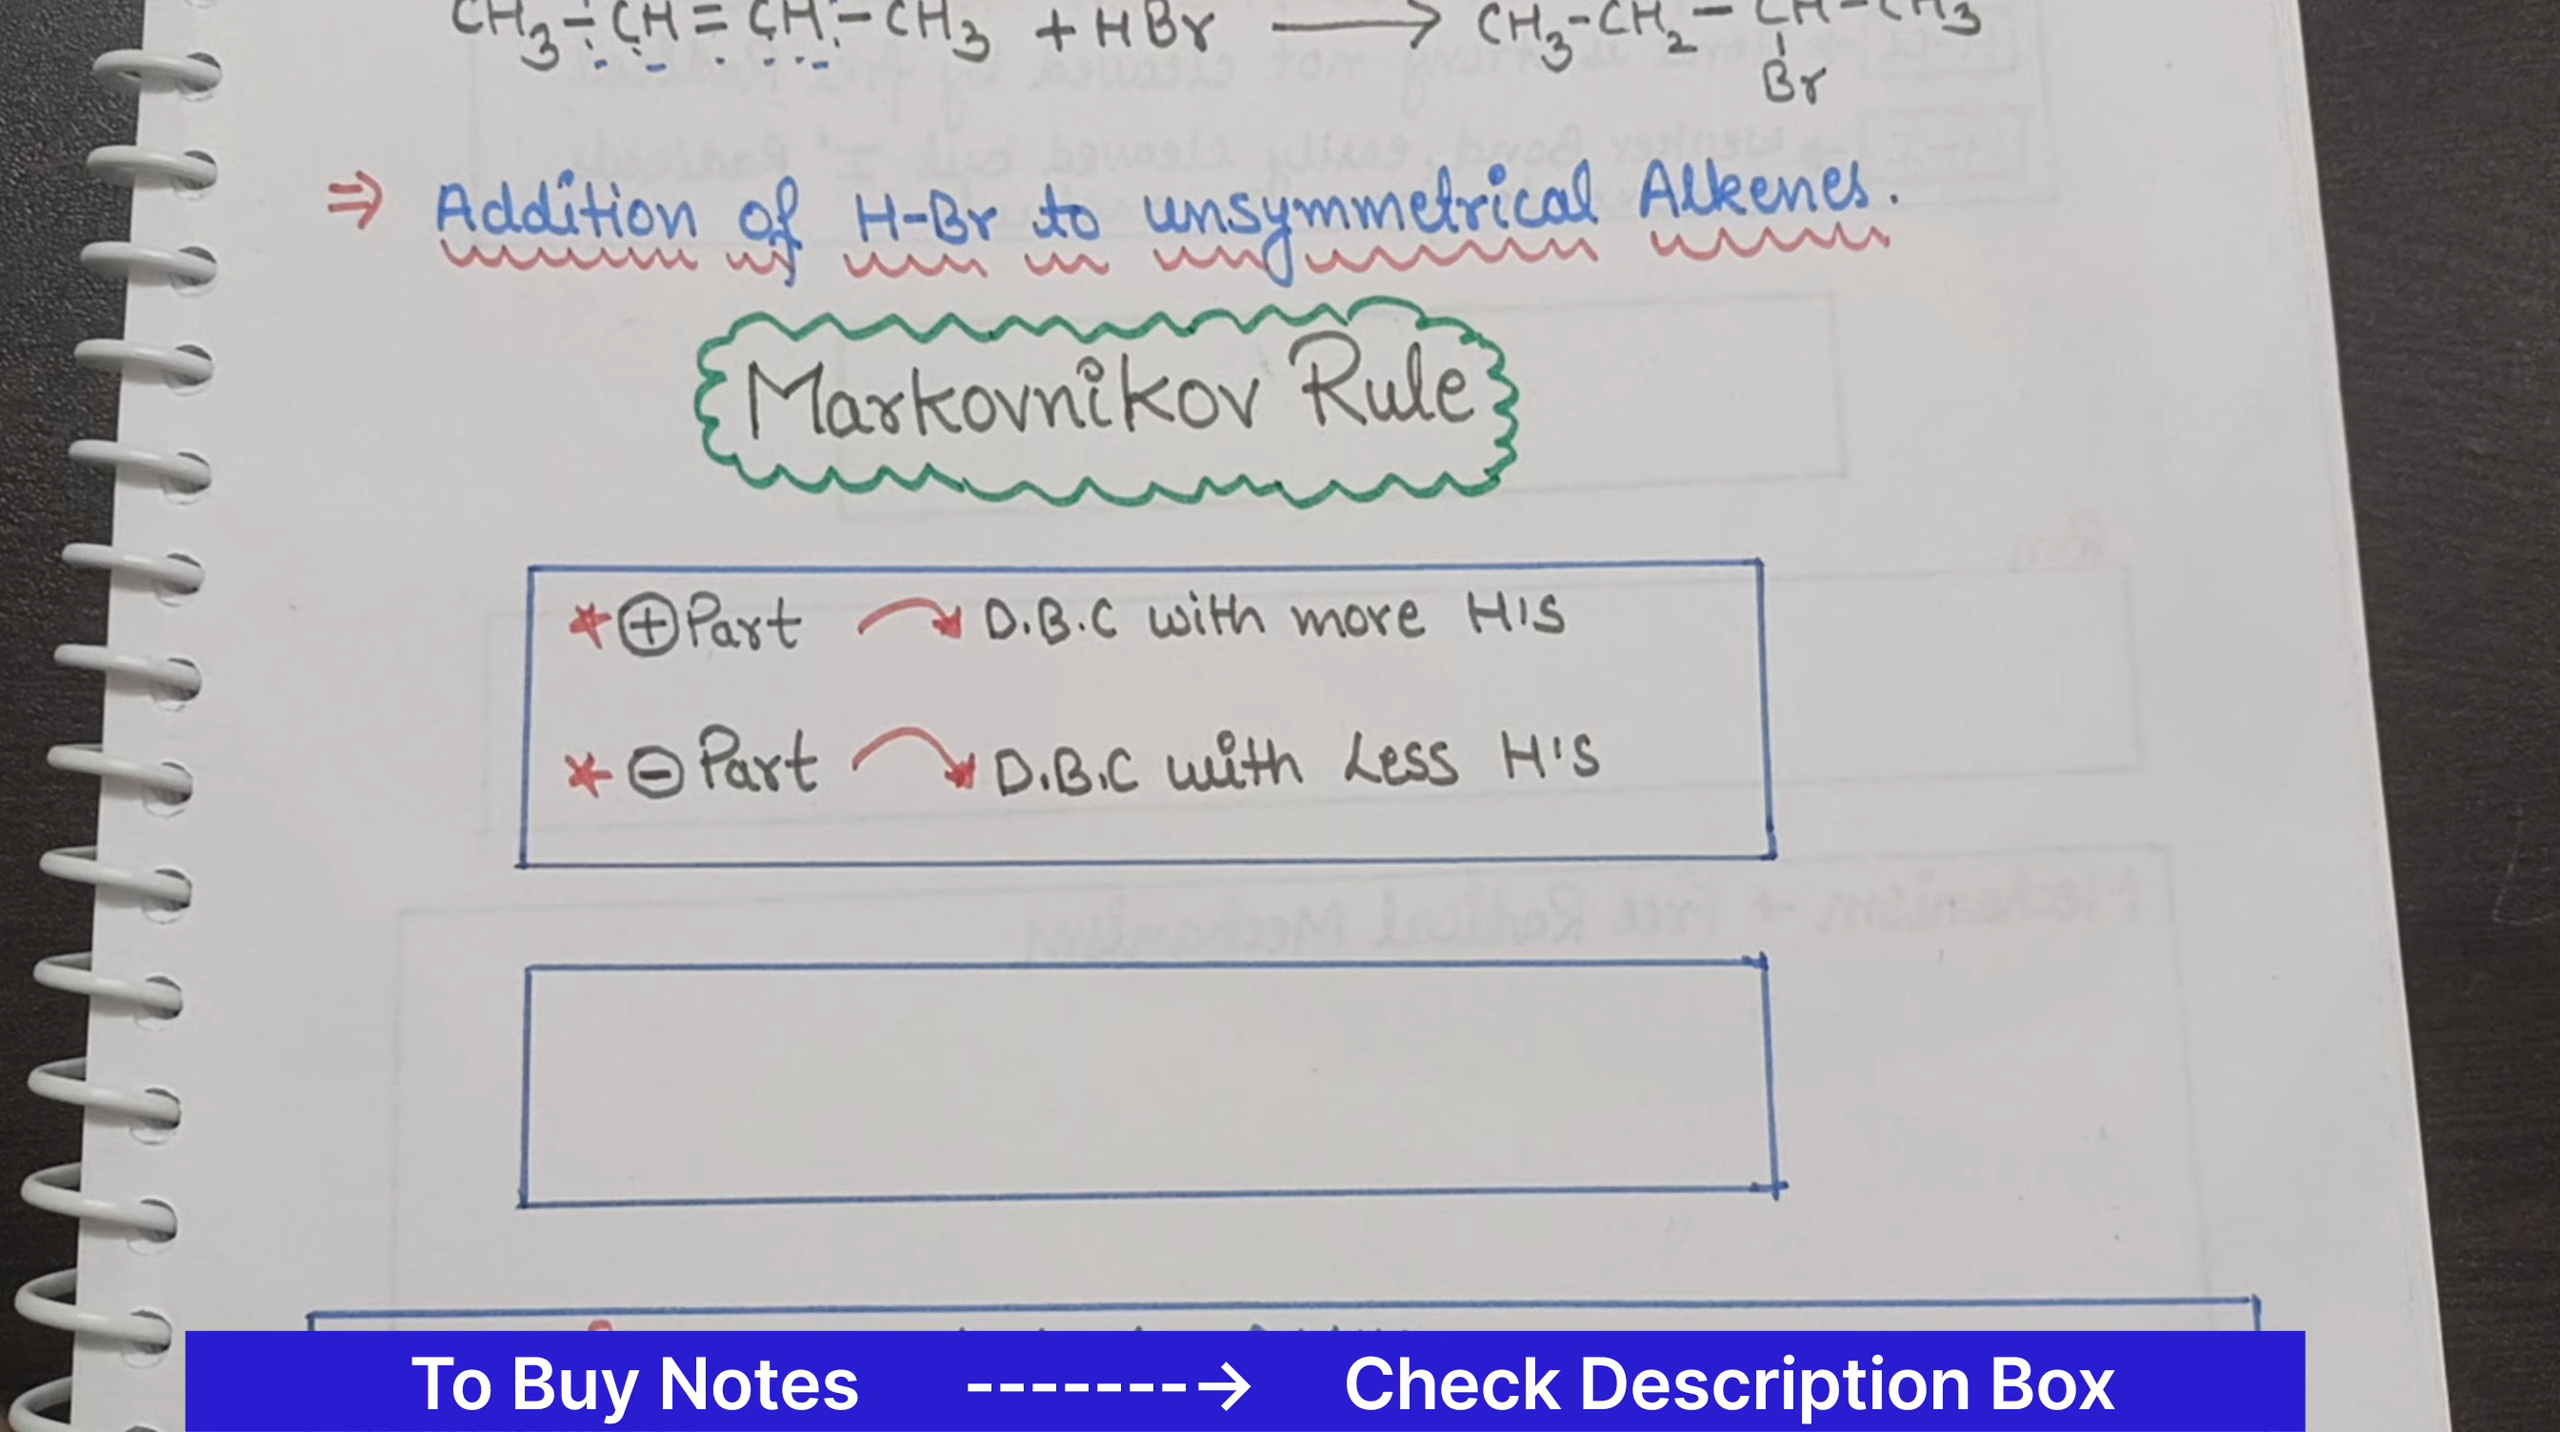 CH₃-CH=CH-CH₃ + HBr ⟶ CH₃-CH₂-CH-CH₃
Br
⇒ Addition of H-Br to unsymmetrical Alkenes.
Markovnikov Rule
* ⊕ Part → D.B.C with more H's
* ⊖ Part → D.B.C with Less H's
To Buy Notes -------→ Check Description Box